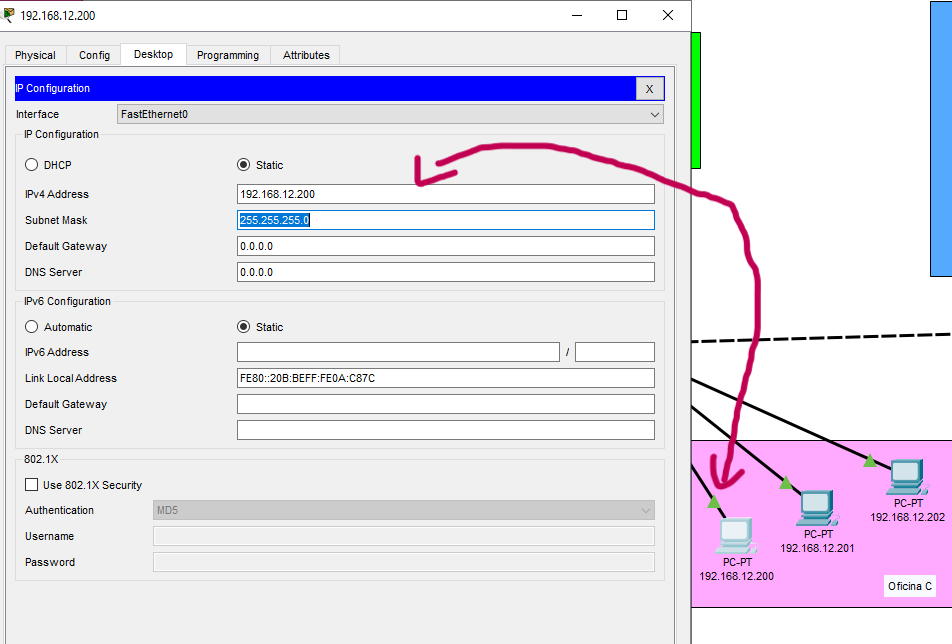 192.168.12.200
Physical Config Desktop Programming Attributes
IP Configuration X
Interface FastEthernet0
IP Configuration
DHCP Static
IPv4 Address 192.168.12.200
Subnet Mask 255.255.255.0
Default Gateway 0.0.0.0
DNS Server 0.0.0.0
IPv6 Configuration
Automatic Static
IPv6 Address /
Link Local Address FE80::20B:BEFF:FE0A:C87C
Default Gateway
DNS Server
802.1X
Use 802.1X Security
Authentication MD5
Username
Password
PC-PT
192.168.12.202
PC-PT
192.168.12.201
PC-PT
192.168.12.200
Oficina C